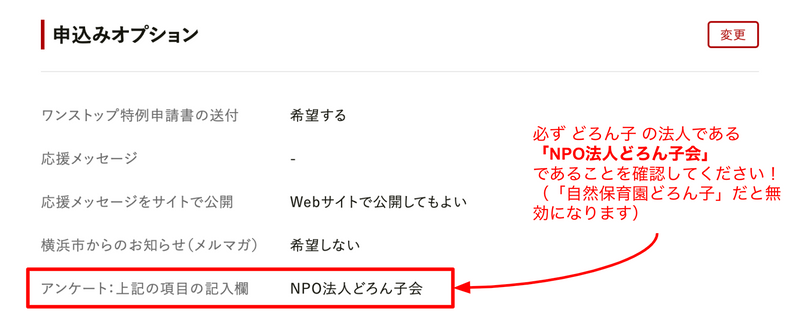 申込みオプション
変更
ワンストップ特例申請書の送付 希望する
応援メッセージ -
応援メッセージをサイトで公開 Webサイトで公開してもよい
横浜市からのお知らせ(メルマガ) 希望しない
アンケート:上記の項目の記入欄 NPO法人どろん子会
必ず どろん子 の法人である
「NPO法人どろん子会」
であることを確認してください！
（「自然保育園どろん子」だと無
効になります）